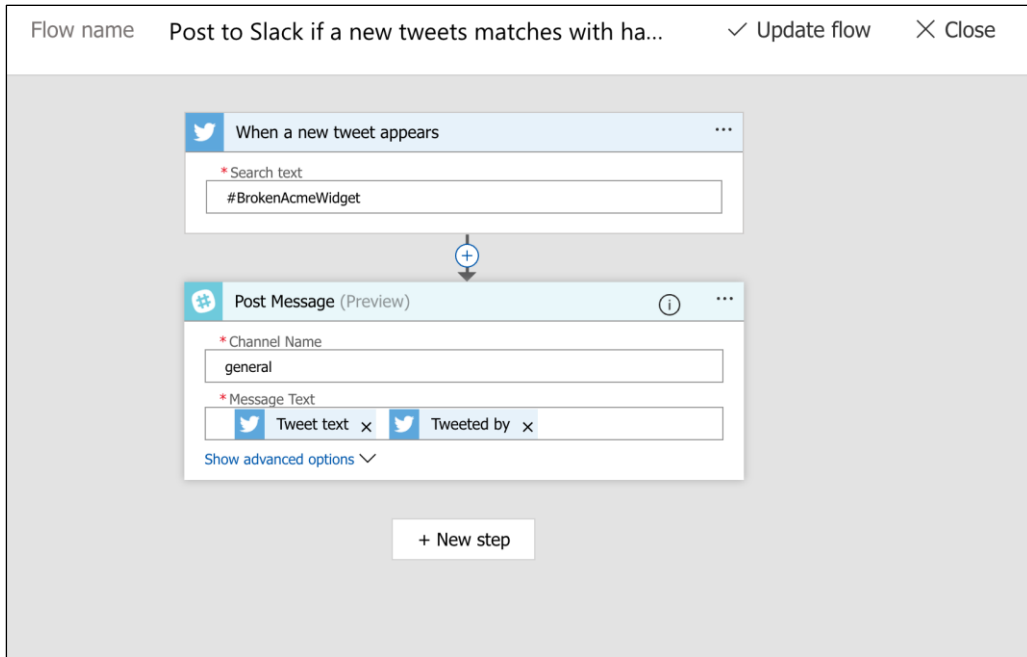 Flow name Post to Slack if a new tweets matches with ha... Update flow Close
When a new tweet appears ...
* Search text
#BrokenAcmeWidget
Post Message (Preview) ...
* Channel Name
general
* Message Text
Tweet text × Tweeted by ×
Show advanced options
+ New step